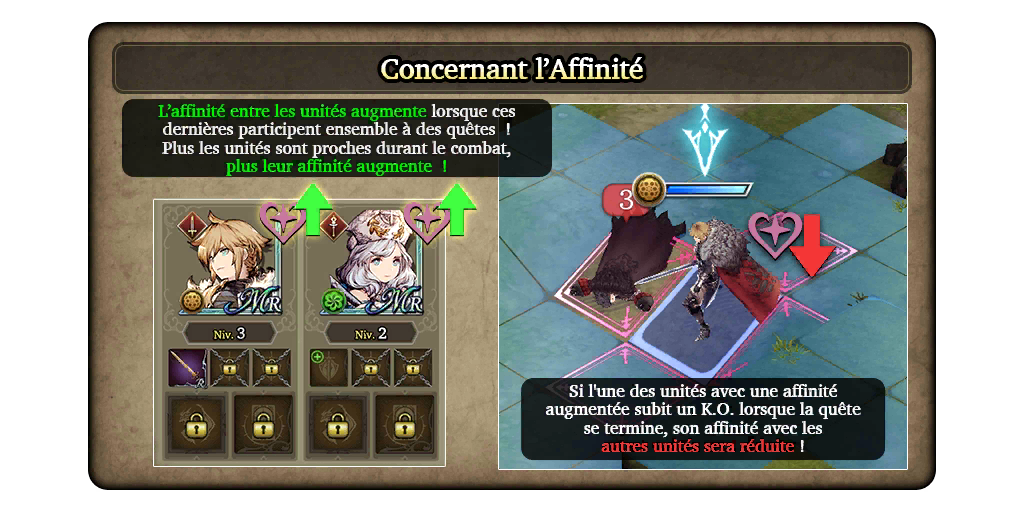 Concernant l'Affinité
L'affinité entre les unités augmente lorsque ces
dernières participent ensemble à des quêtes !
Plus les unités sont proches durant le combat,
plus leur affinité augmente !
3
MR
MR
Niv. 3
Niv. 2
R
Si l'une des unités avec une affinité
augmentée subit un K.O. lorsque la quête
se termine, son affinité avec les
autres unités sera réduite !